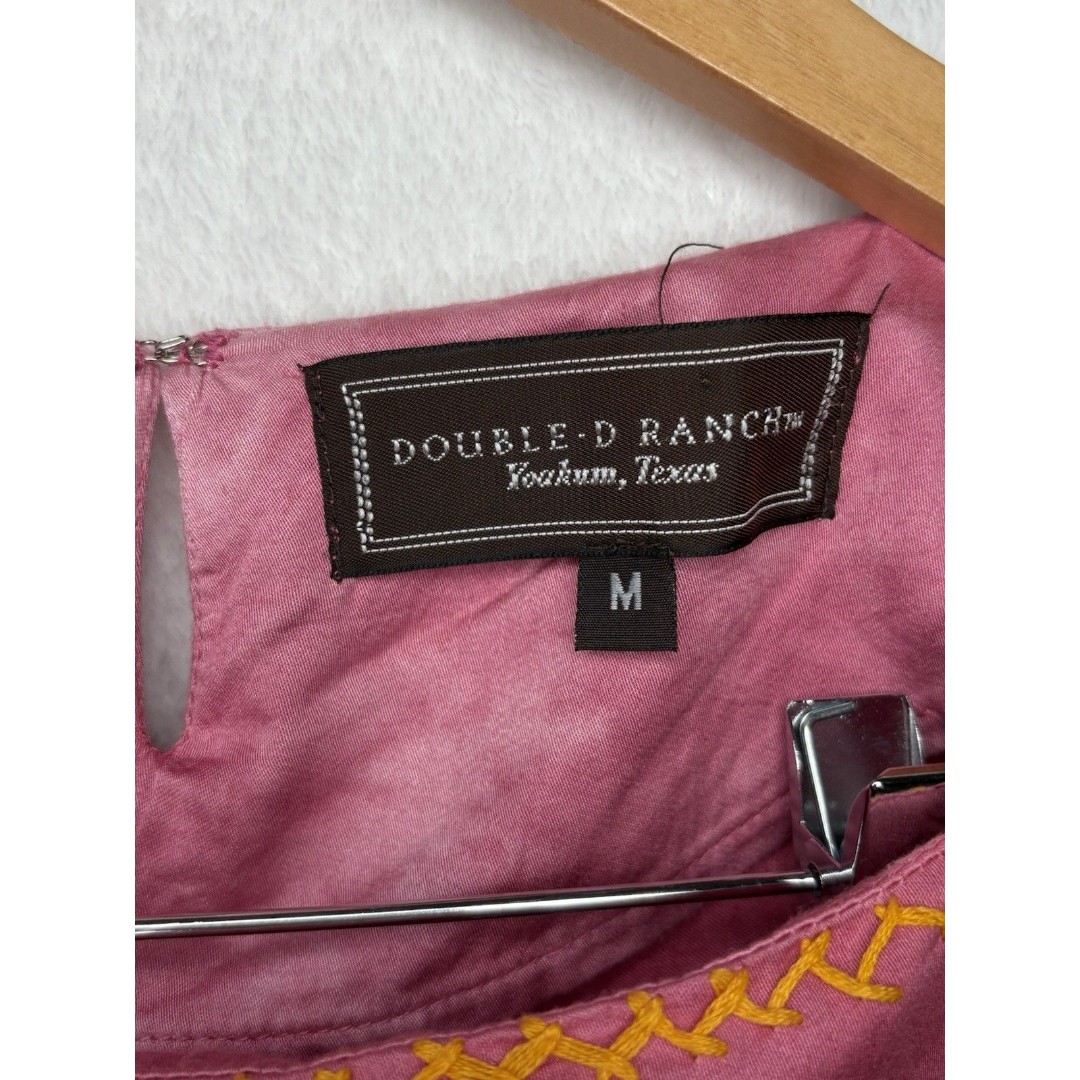 DOUBLE-D RANCH™
Yoakum, Texas
M